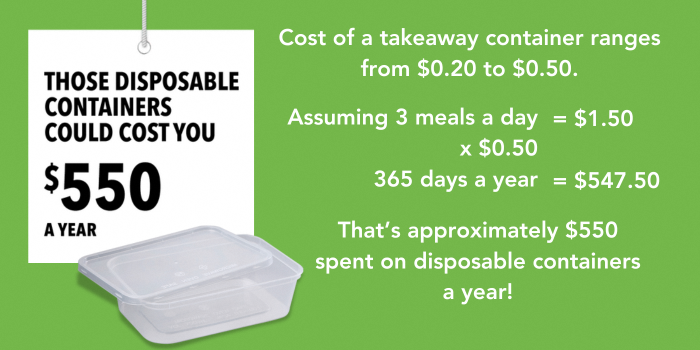 THOSE DISPOSABLE
CONTAINERS
COULD COST YOU
$550
A YEAR
Cost of a takeaway container ranges
from $0.20 to $0.50.
Assuming 3 meals a day = $1.50
x $0.50
365 days a year = $547.50
That’s approximately $550
spent on disposable containers
a year!